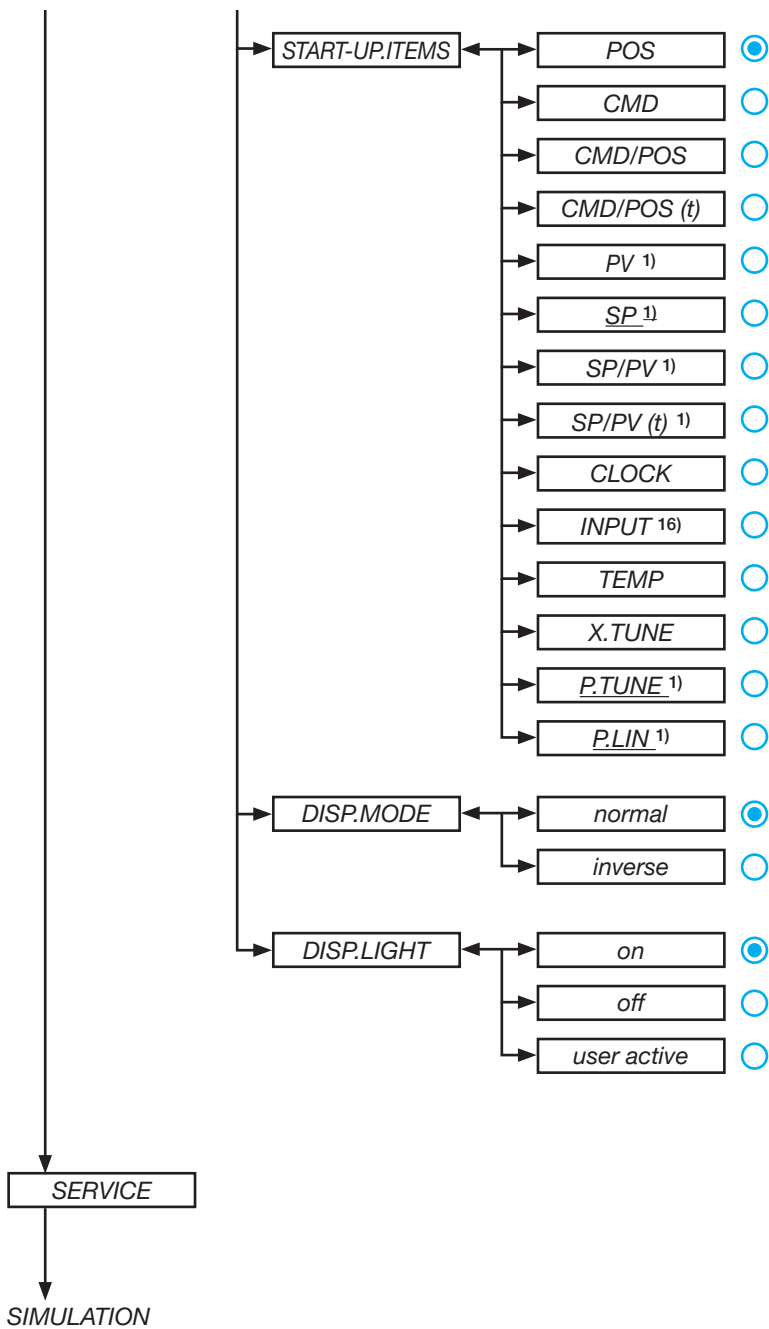 START-UP.ITEMS POS
CMD
CMD/POS
CMD/POS (t)
PV 1)
SP 1)
SP/PV 1)
SP/PV (t) 1)
CLOCK
INPUT 16)
TEMP
X.TUNE
P.TUNE 1)
P.LIN 1)
DISP.MODE normal
inverse
DISP.LIGHT on
off
user active
SERVICE
SIMULATION